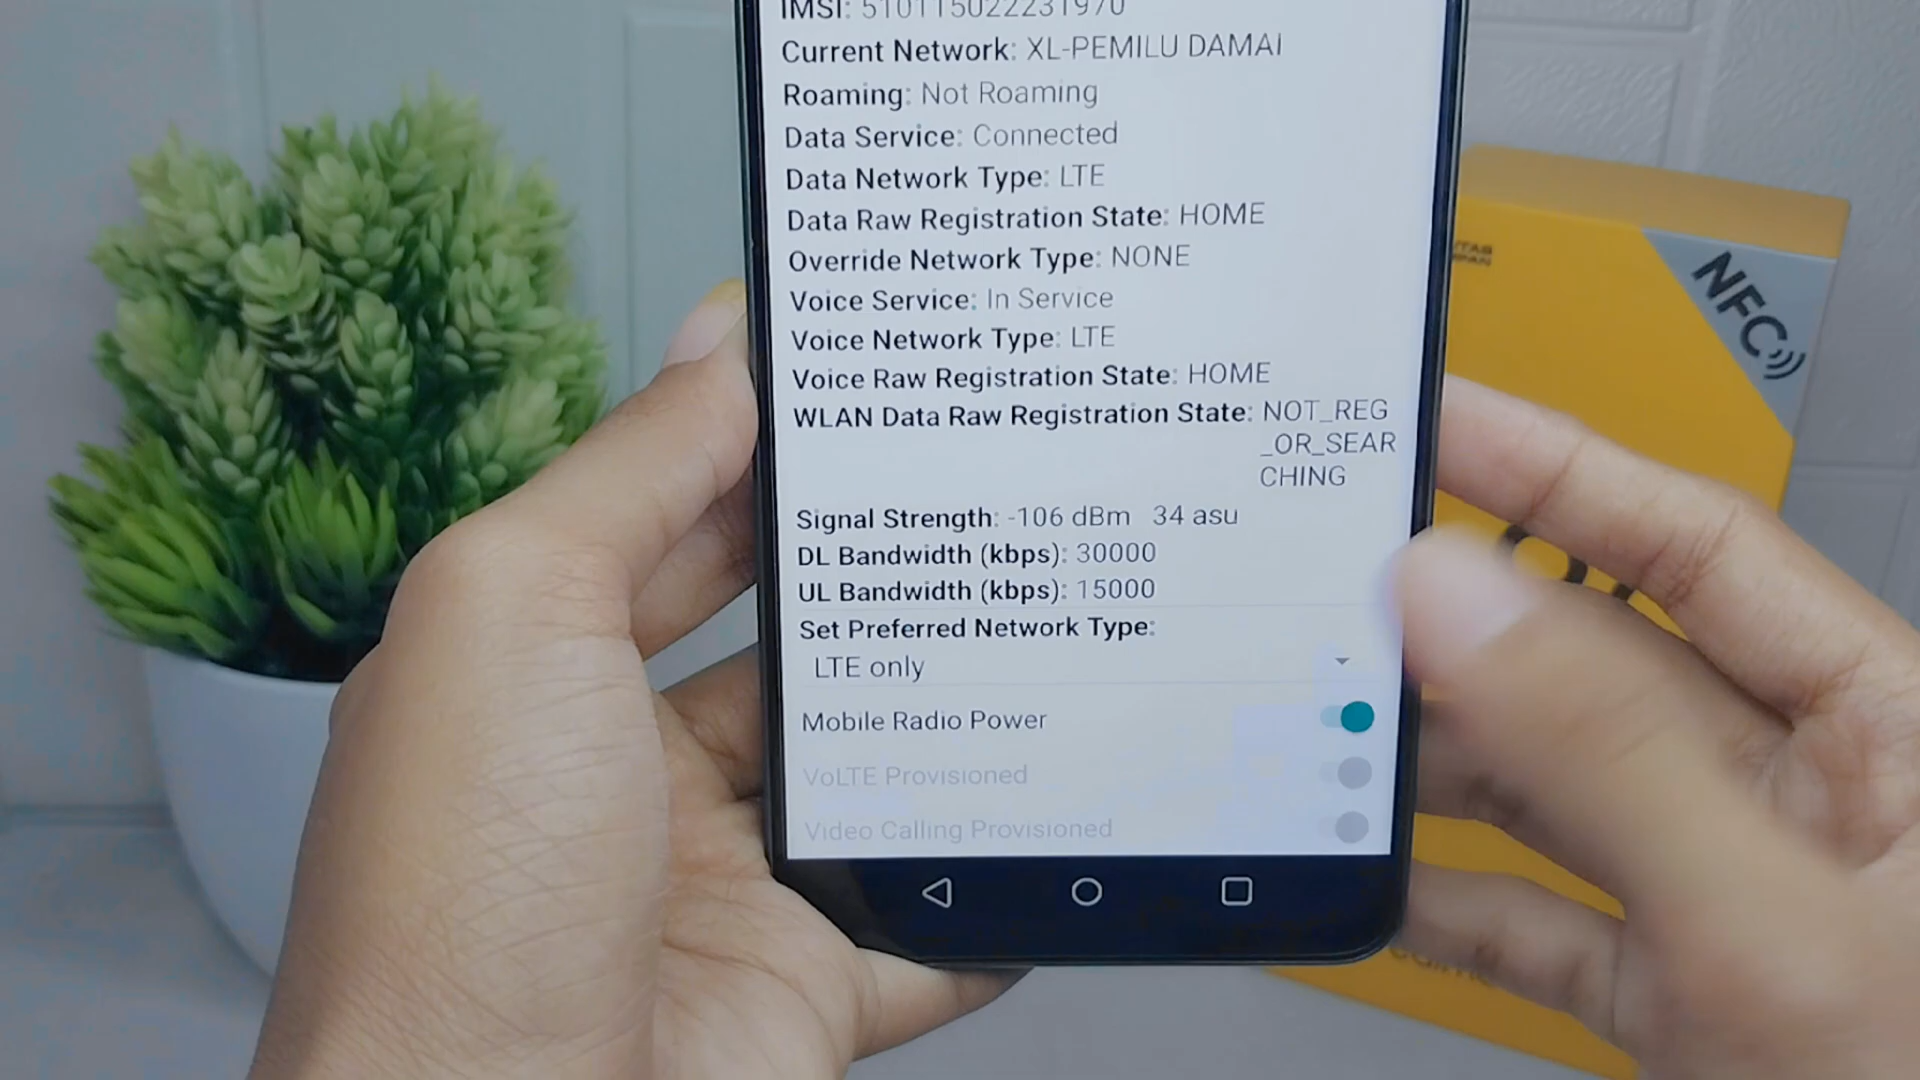 IMSI: 510115022231970
Current Network: XL-PEMILU DAMAI
Roaming: Not Roaming
Data Service: Connected
Data Network Type: LTE
Data Raw Registration State: HOME
Override Network Type: NONE
Voice Service: In Service
Voice Network Type: LTE
Voice Raw Registration State: HOME
WLAN Data Raw Registration State: NOT_REG
_OR_SEAR
CHING
Signal Strength: -106 dBm 34 asu
DL Bandwidth (kbps): 30000
UL Bandwidth (kbps): 15000
Set Preferred Network Type:
LTE only
Mobile Radio Power
VoLTE Provisioned
Video Calling Provisioned
NFC